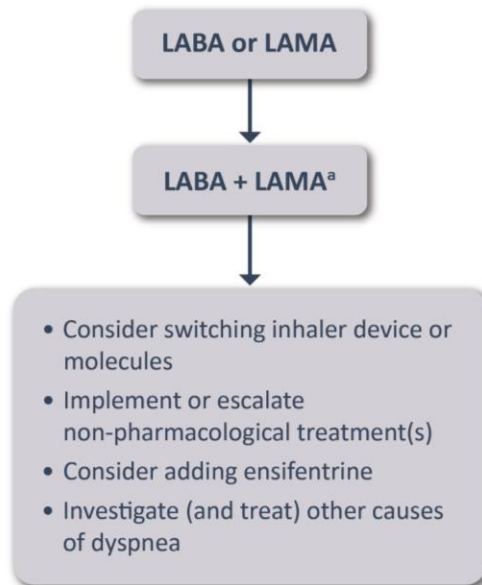 LABA or LAMA
LABA + LAMAᵃ
• Consider switching inhaler device or
molecules
• Implement or escalate
non-pharmacological treatment(s)
• Consider adding ensifentrine
• Investigate (and treat) other causes
of dyspnea